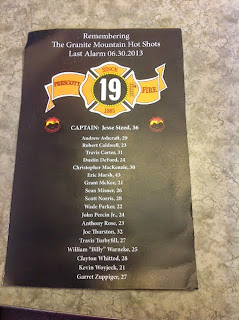 Remembering
The Granite Mountain Hot Shots
Last Alarm 06.30.2013
SINCE
PRESCOTT
19
FIRE
1885
CAPTAIN: Jesse Steed, 36
Andrew Ashcraft, 29
Robert Caldwell, 23
Travis Carter, 31
Dustin DeFord, 24
Christopher MacKenzie, 30
Eric Marsh, 43
Grant McKee, 21
Sean Misner, 26
Scott Norris, 28
Wade Parker, 22
John Percin Jr., 24
Anthony Rose, 23
Joe Thurston, 32
Travis Turbyfill, 27
William "Billy" Warneke, 25
Clayton Whitted, 28
Kevin Woyjeck, 21
Garret Zuppiger, 27